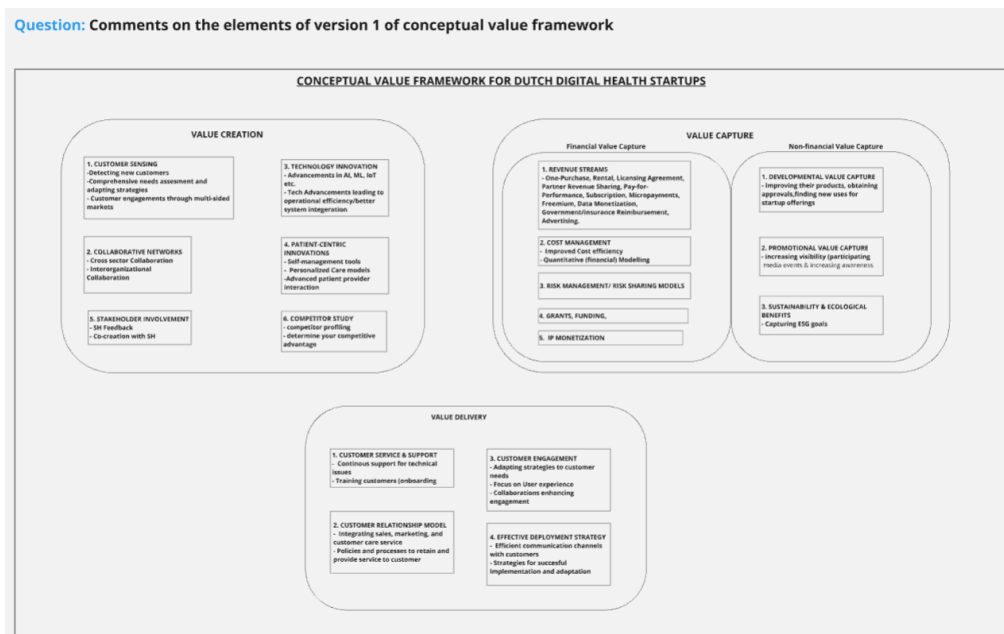 Question: Comments on the elements of version 1 of conceptual value framework
CONCEPTUAL VALUE FRAMEWORK FOR DUTCH DIGITAL HEALTH STARTUPS
VALUE CREATION
1. CUSTOMER SENSING
-Detecting new customers
-Comprehensive needs assesment and
adapting strategies
- Customer engagements through multi-sided
markets
2. COLLABORATIVE NETWORKS
- Cross sector Collaboration
- Interorganizational
Collaboration
5. STAKEHOLDER INVOLVEMENT
- SH Feedback
- Co-creation with SH
3. TECHNOLOGY INNOVATION
- Advancements in AI, ML, IoT
etc.
- Tech Advancements leading to
operational efficiency/better
system integeration
4. PATIENT-CENTRIC
INNOVATIONS
- Self-management tools
- Personalized Care models
-Advanced patient provider
interaction
6. COMPETITOR STUDY
- competitor profiling
- determine your competitive
advantage
VALUE CAPTURE
Financial Value Capture
1. REVENUE STREAMS
- One-Purchase, Rental, Licensing Agreement,
Partner Revenue Sharing, Pay-for-
Performance, Subscription, Micropayments,
Freemium, Data Monetization,
Government/Insurance Reimbursement,
Advertising.
2. COST MANAGEMENT
- Improved Cost efficiency
- Quantitative (financial) Modelling
3. RISK MANAGEMENT/ RISK SHARING MODELS
4. GRANTS, FUNDING,
5. IP MONETIZATION
Non-financial Value Capture
1. DEVELOPMENTAL VALUE CAPTURE
- Improving their products, obtaining
approvals,finding new uses for
startup offerings
2. PROMOTIONAL VALUE CAPTURE
- increasing visibility (participating
media events & increasing awareness
3. SUSTAINABILITY & ECOLOGICAL
BENEFITS
- Capturing ESG goals
VALUE DELIVERY
1. CUSTOMER SERVICE & SUPPORT
- Continous support for technical
issues
- Training customers (onboarding
2. CUSTOMER RELATIONSHIP MODEL
- Integrating sales, marketing, and
customer care service
- Policies and processes to retain and
provide service to customer
3. CUSTOMER ENGAGEMENT
- Adapting strategies to customer
needs
- Focus on User experience
- Collaborations enhancing
engagement
4. EFFECTIVE DEPLOYMENT STRATEGY
- Efficient communication channels
with customers
- Strategies for succesful
implementation and adaptation